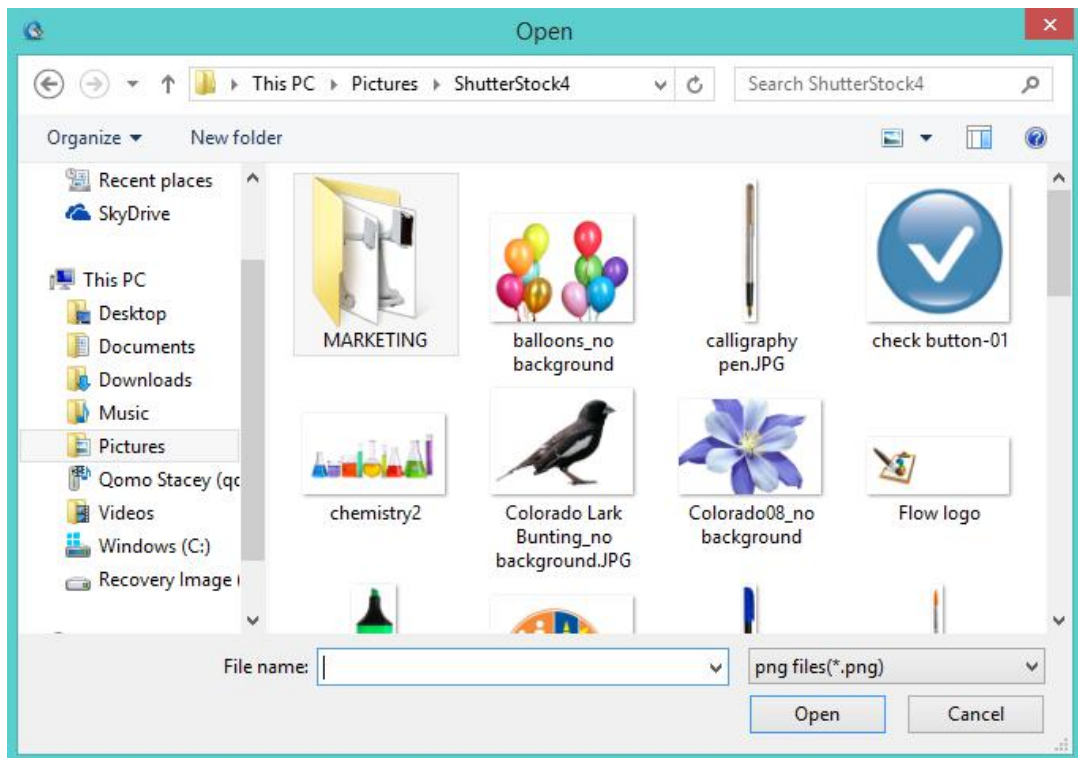 Open
This PC Pictures ShutterStock4
Search ShutterStock4
Organize
New folder
Recent places
SkyDrive
This PC
Desktop
Documents
Downloads
Music
Pictures
Qomo Stacey (qc
Videos
Windows (C:)
Recovery Image (
MARKETING
balloons_no
background
calligraphy
pen.JPG
check button-01
chemistry2
Colorado Lark
Bunting_no
background.JPG
Colorado08_no
background
Flow logo
File name:
png files(*.png)
Open
Cancel